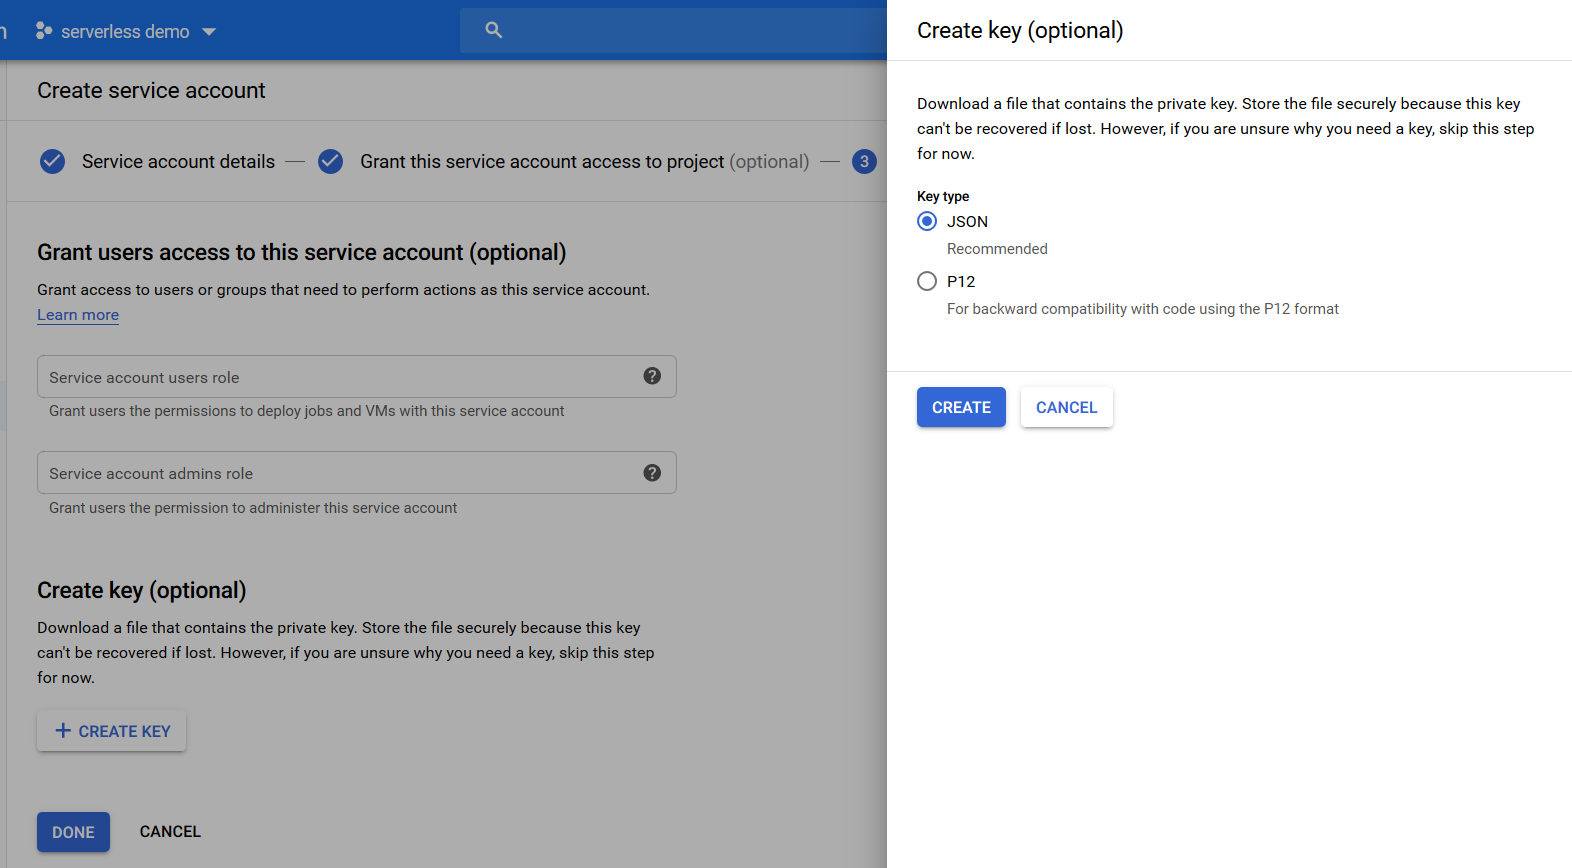 serverless demo
Create service account
Service account details
Grant this service account access to project (optional)
3
Grant users access to this service account (optional)
Grant access to users or groups that need to perform actions as this service account.
Learn more
Service account users role
Grant users the permissions to deploy jobs and VMs with this service account
Service account admins role
Grant users the permission to administer this service account
Create key (optional)
Download a file that contains the private key. Store the file securely because this key
can't be recovered if lost. However, if you are unsure why you need a key, skip this step
for now.
CREATE KEY
DONE
CANCEL
Create key (optional)
Download a file that contains the private key. Store the file securely because this key
can't be recovered if lost. However, if you are unsure why you need a key, skip this step
for now.
Key type
JSON
Recommended
P12
For backward compatibility with code using the P12 format
CREATE
CANCEL